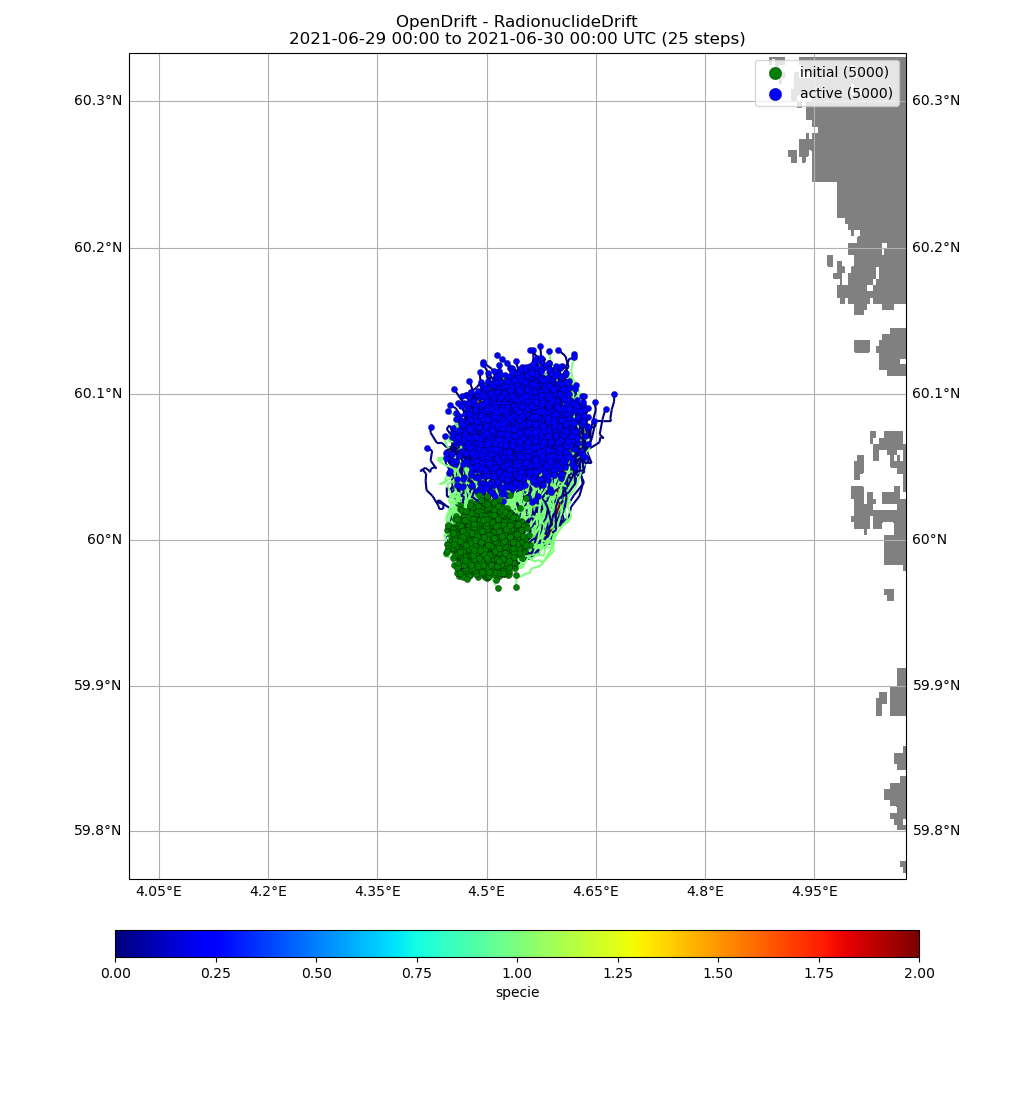 OpenDrift - RadionuclideDrift
2021-06-29 00:00 to 2021-06-30 00:00 UTC (25 steps)
initial (5000)
active (5000)
60.3°N 60.3°N
60.2°N 60.2°N
60.1°N 60.1°N
60°N 60°N
59.9°N 59.9°N
59.8°N 59.8°N
4.05°E 4.2°E 4.35°E 4.5°E 4.65°E 4.8°E 4.95°E
0.00 0.25 0.50 0.75 1.00 1.25 1.50 1.75 2.00
specie